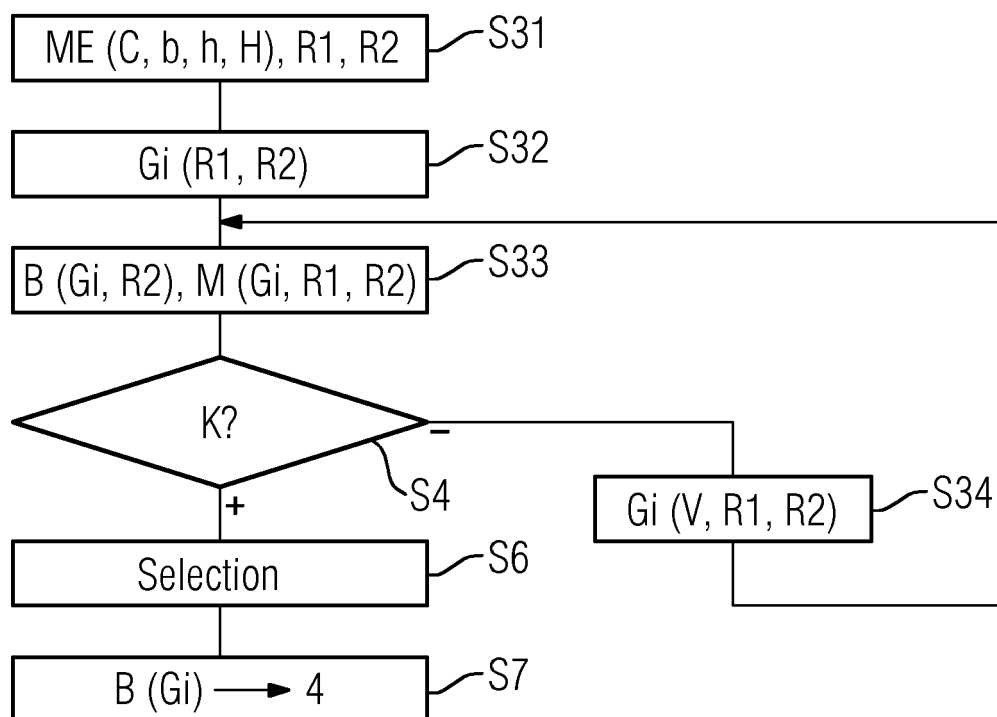 ME (C, b, h, H), R1, R2
S31
Gi (R1, R2)
S32
B (Gi, R2), M (Gi, R1, R2)
S33
K?
−
+
S4
Gi (V, R1, R2)
S34
Selection
S6
B (Gi) → 4
S7